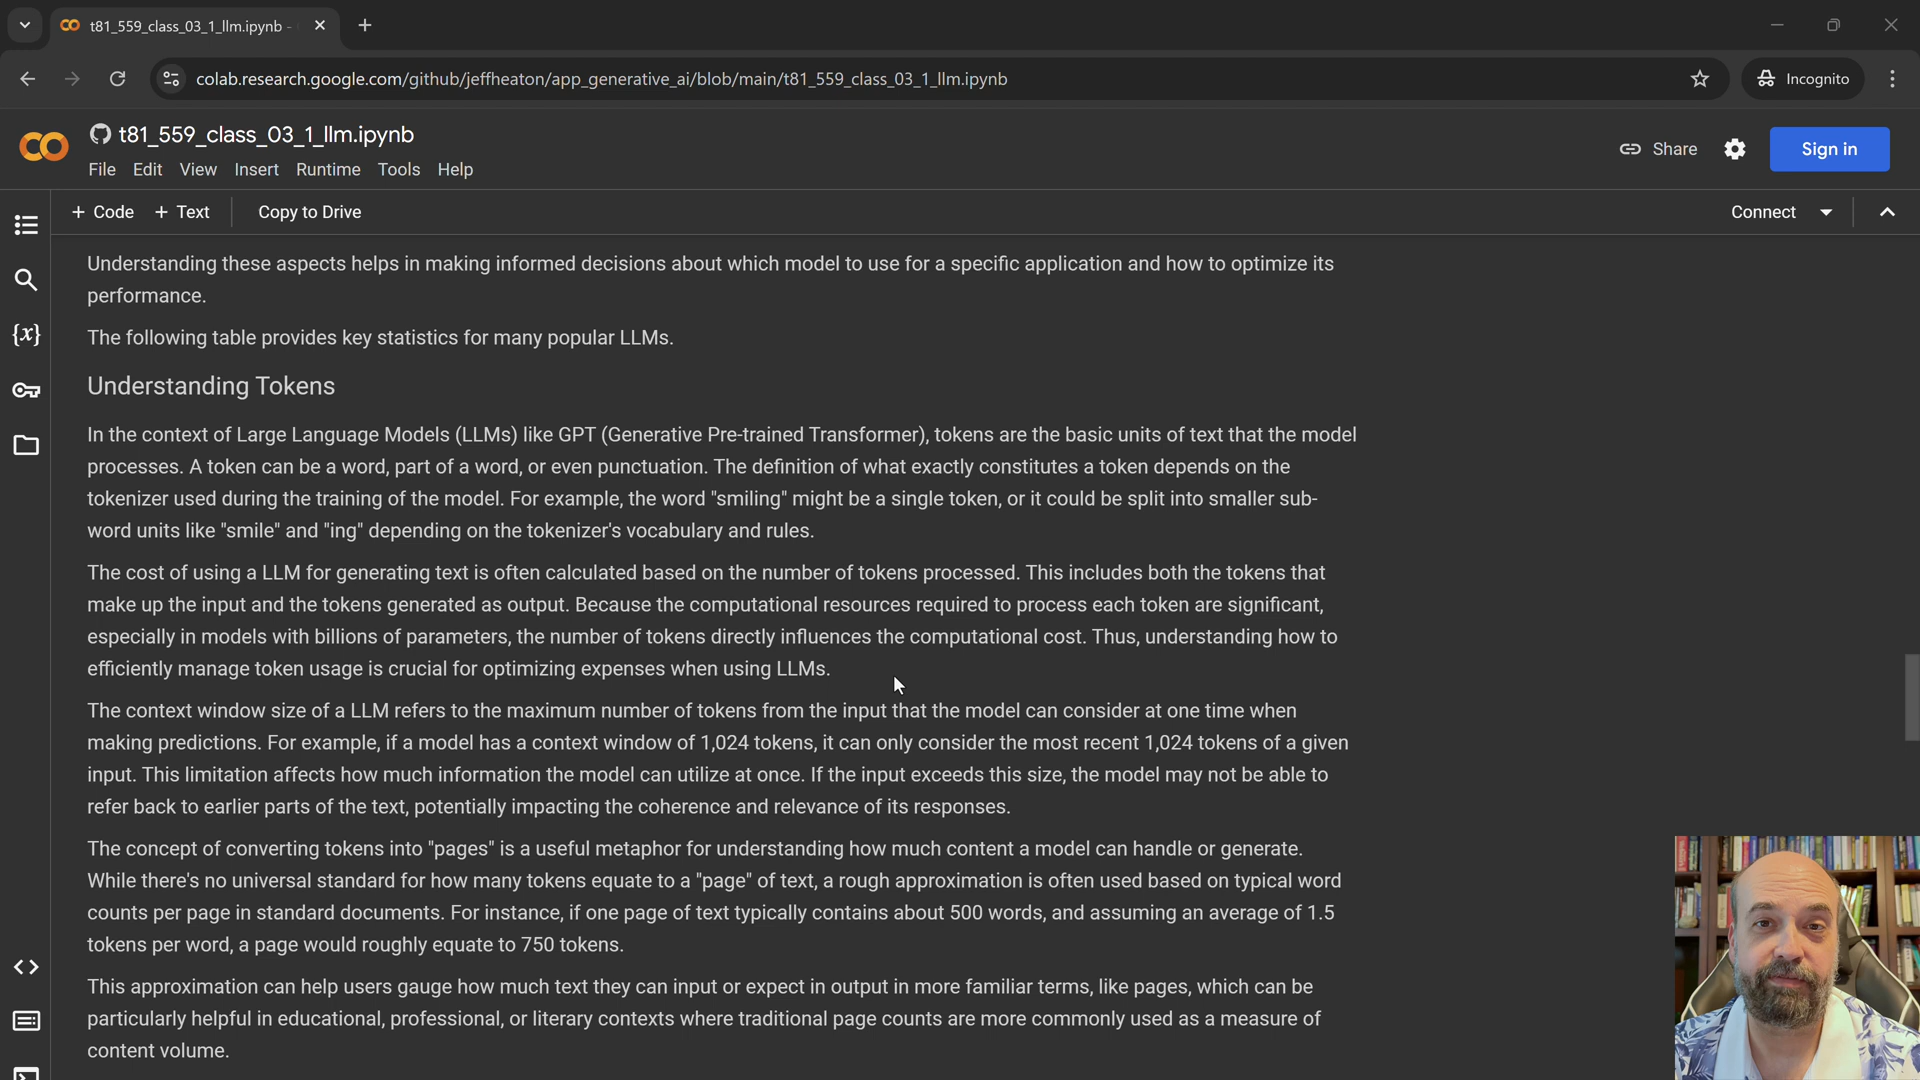 t81_559_class_03_1_llm.ipynb -
colab.research.google.com/github/jeffheaton/app_generative_ai/blob/main/t81_559_class_03_1_llm.ipynb
Incognito
t81_559_class_03_1_llm.ipynb
File Edit View Insert Runtime Tools Help
Share
Sign in
+ Code + Text Copy to Drive
Connect
Understanding these aspects helps in making informed decisions about which model to use for a specific application and how to optimize its
performance.
The following table provides key statistics for many popular LLMs.
Understanding Tokens
In the context of Large Language Models (LLMs) like GPT (Generative Pre-trained Transformer), tokens are the basic units of text that the model
processes. A token can be a word, part of a word, or even punctuation. The definition of what exactly constitutes a token depends on the
tokenizer used during the training of the model. For example, the word "smiling" might be a single token, or it could be split into smaller sub-
word units like "smile" and "ing" depending on the tokenizer's vocabulary and rules.
The cost of using a LLM for generating text is often calculated based on the number of tokens processed. This includes both the tokens that
make up the input and the tokens generated as output. Because the computational resources required to process each token are significant,
especially in models with billions of parameters, the number of tokens directly influences the computational cost. Thus, understanding how to
efficiently manage token usage is crucial for optimizing expenses when using LLMs.
The context window size of a LLM refers to the maximum number of tokens from the input that the model can consider at one time when
making predictions. For example, if a model has a context window of 1,024 tokens, it can only consider the most recent 1,024 tokens of a given
input. This limitation affects how much information the model can utilize at once. If the input exceeds this size, the model may not be able to
refer back to earlier parts of the text, potentially impacting the coherence and relevance of its responses.
The concept of converting tokens into "pages" is a useful metaphor for understanding how much content a model can handle or generate.
While there's no universal standard for how many tokens equate to a "page" of text, a rough approximation is often used based on typical word
counts per page in standard documents. For instance, if one page of text typically contains about 500 words, and assuming an average of 1.5
tokens per word, a page would roughly equate to 750 tokens.
This approximation can help users gauge how much text they can input or expect in output in more familiar terms, like pages, which can be
particularly helpful in educational, professional, or literary contexts where traditional page counts are more commonly used as a measure of
content volume.